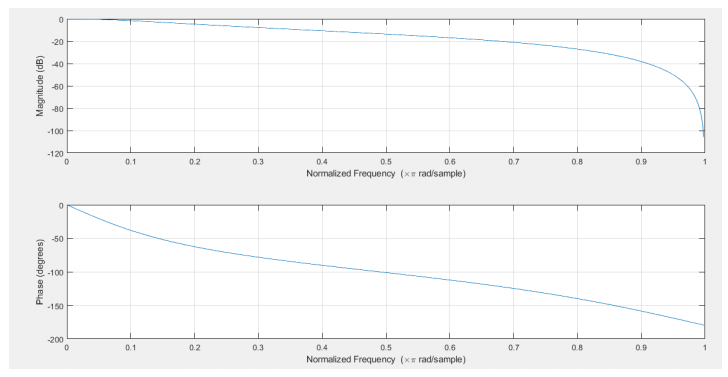 Magnitude (dB)
0
-20
-40
-60
-80
-100
-120
0 0.1 0.2 0.3 0.4 0.5 0.6 0.7 0.8 0.9 1
Normalized Frequency (×π rad/sample)
Phase (degrees)
0
-50
-100
-150
-200
0 0.1 0.2 0.3 0.4 0.5 0.6 0.7 0.8 0.9 1
Normalized Frequency (×π rad/sample)